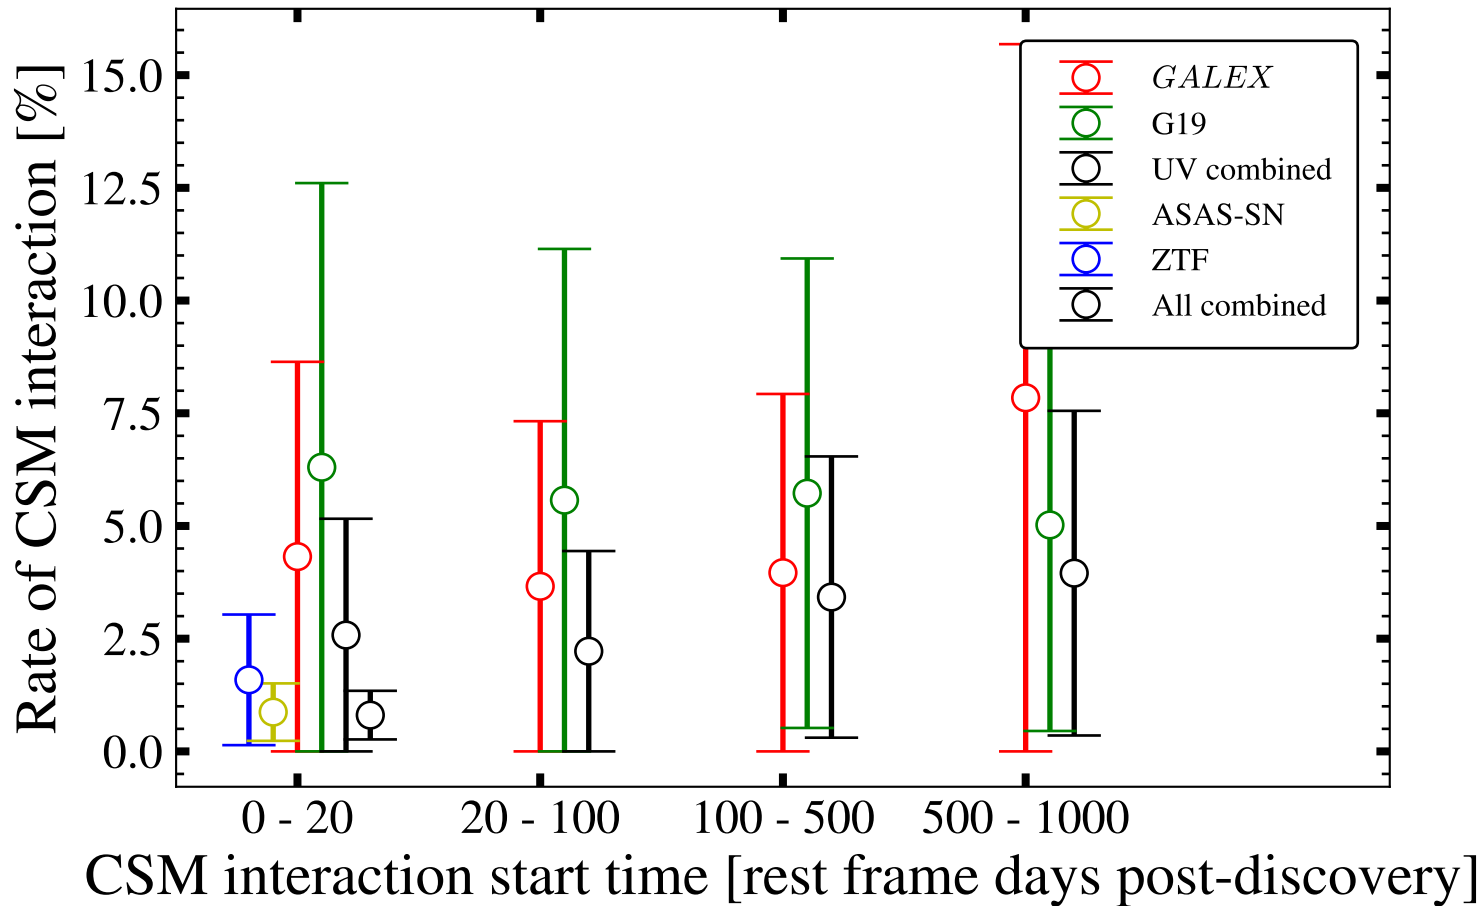 Rate of CSM interaction [%]
15.0
12.5
10.0
7.5
5.0
2.5
0.0
GALEX
G19
UV combined
ASAS-SN
ZTF
All combined
0 - 20 20 - 100 100 - 500 500 - 1000
CSM interaction start time [rest frame days post-discovery]